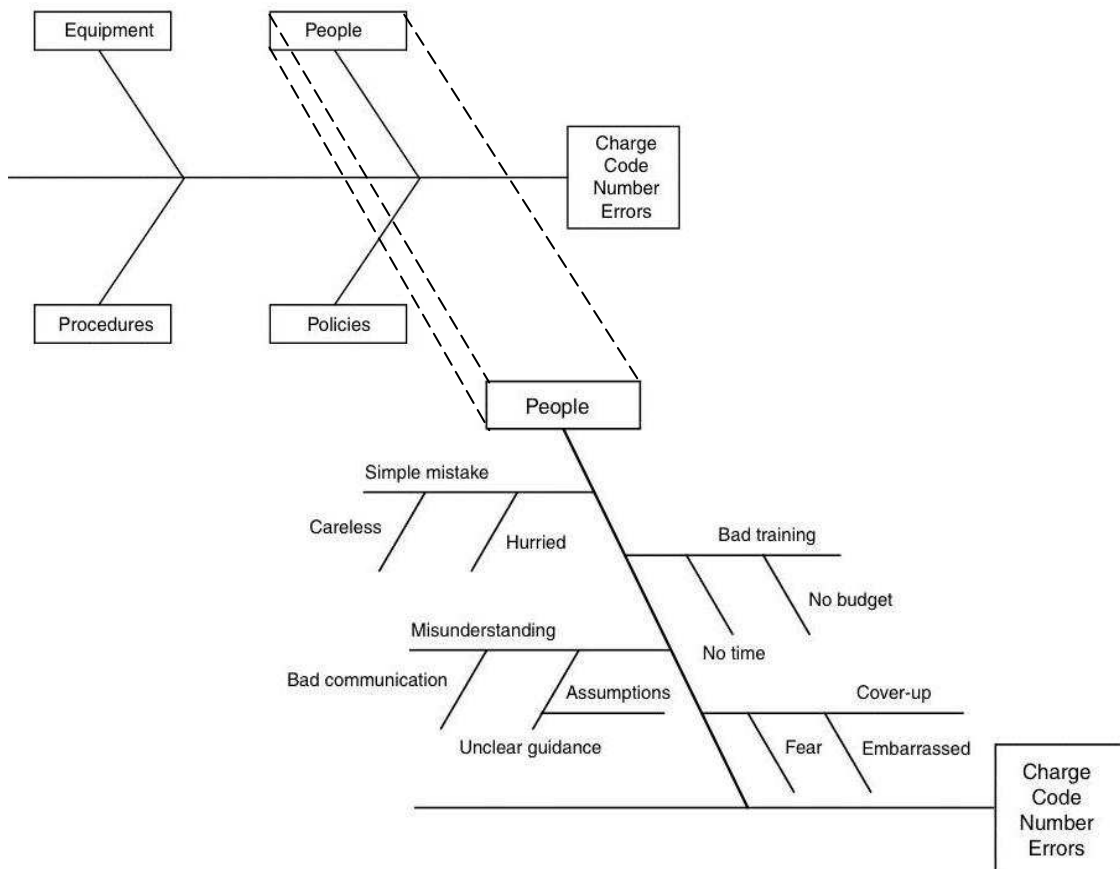 Equipment
People
Charge
Code
Number
Errors
Procedures
Policies
People
Simple mistake
Careless
Hurried
Bad training
No budget
Misunderstanding
No time
Bad communication
Assumptions
Cover-up
Unclear guidance
Fear
Embarrassed
Charge
Code
Number
Errors